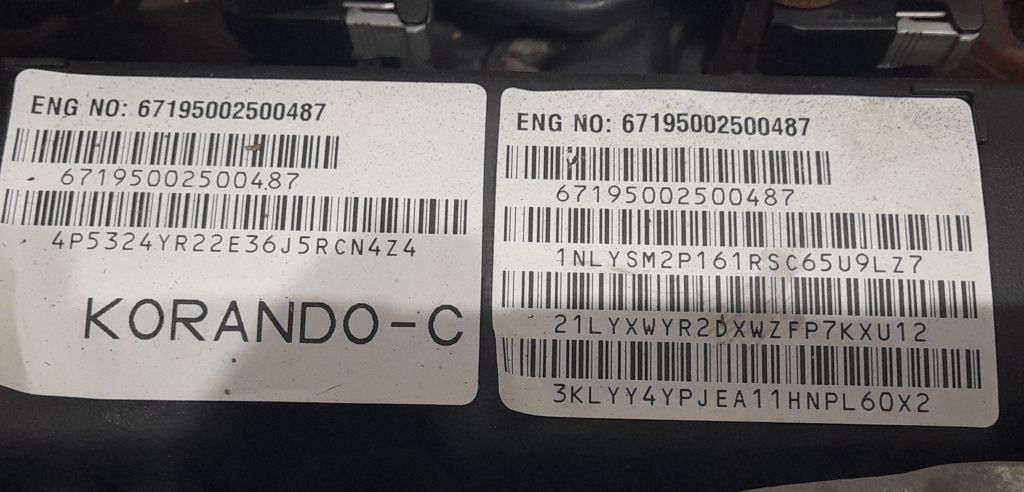 ENG NO: 67195002500487
67195002500487
4P5324YR22E36J5RCN4Z4
KORANDO-C
ENG NO: 67195002500487
67195002500487
1NLYSM2P161RSC65U9LZ7
21LYXWYR2DXWZFP7KXU12
3KLYY4YPJEA11HNPL60X2